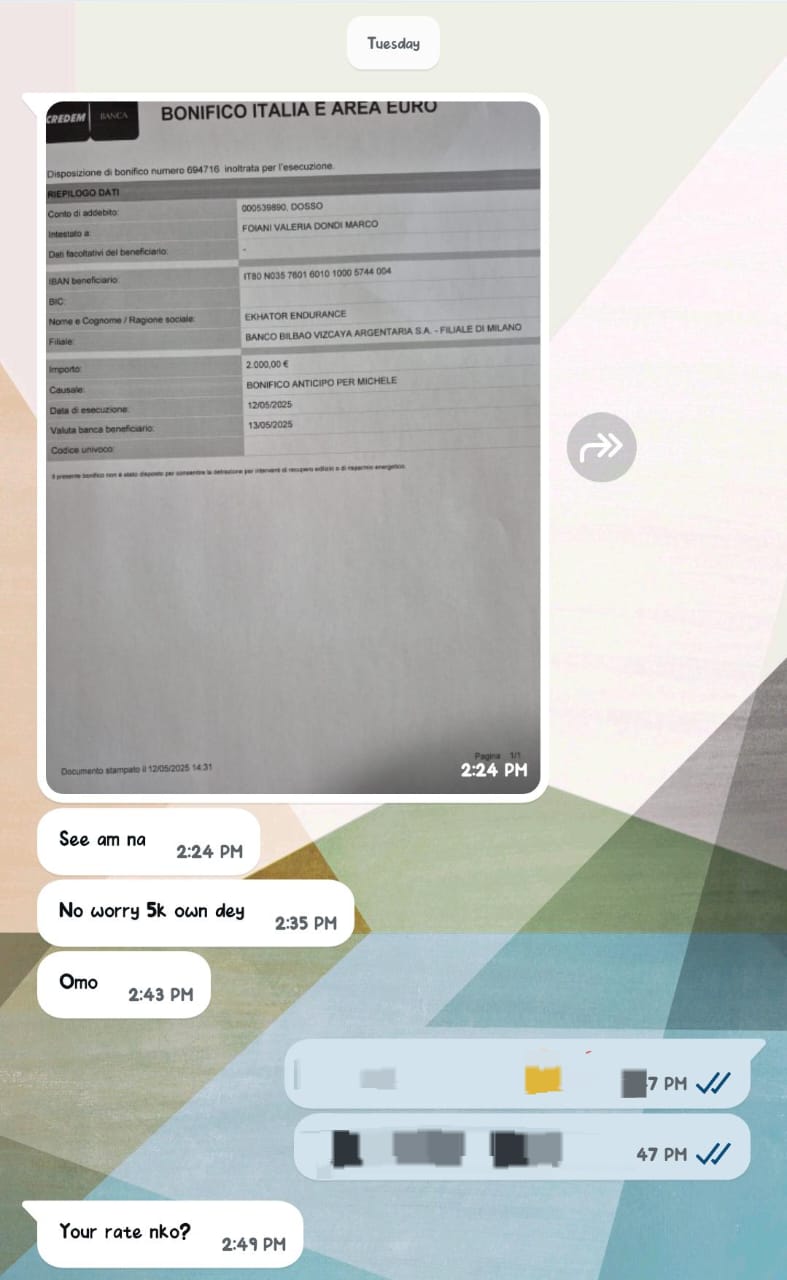 Tuesday
CREDEM BANCA BONIFICO ITALIA E AREA EURO
Disposizione di bonifico numero 694716 inoltrata per l'esecuzione.
RIEPILOGO DATI
Conto di addebito: 000539890, DOSSO
Intestato a: FOIANI VALERIA DONDI MARCO
Dati facoltativi del beneficiario: -
IBAN beneficiario: IT80 N035 7601 6010 1000 5744 004
BIC:
Nome e Cognome / Ragione sociale: EKHATOR ENDURANCE
Filiale: BANCO BILBAO VIZCAYA ARGENTARIA S.A. - FILIALE DI MILANO
Importo: 2.000,00 €
Causale: BONIFICO ANTICIPO PER MICHELE
Data di esecuzione: 12/05/2025
Valuta banca beneficiario: 13/05/2025
Codice univoco:
Il presente bonifico non è stato disposto per consentire la detrazione per interventi di recupero edilizio o di risparmio energetico.
Documento stampato il 12/05/2025 14:31
Pagina 1/1
2:24 PM
See am na 2:24 PM
No worry 5k own dey 2:35 PM
Omo 2:43 PM
7 PM
47 PM
Your rate nko? 2:49 PM